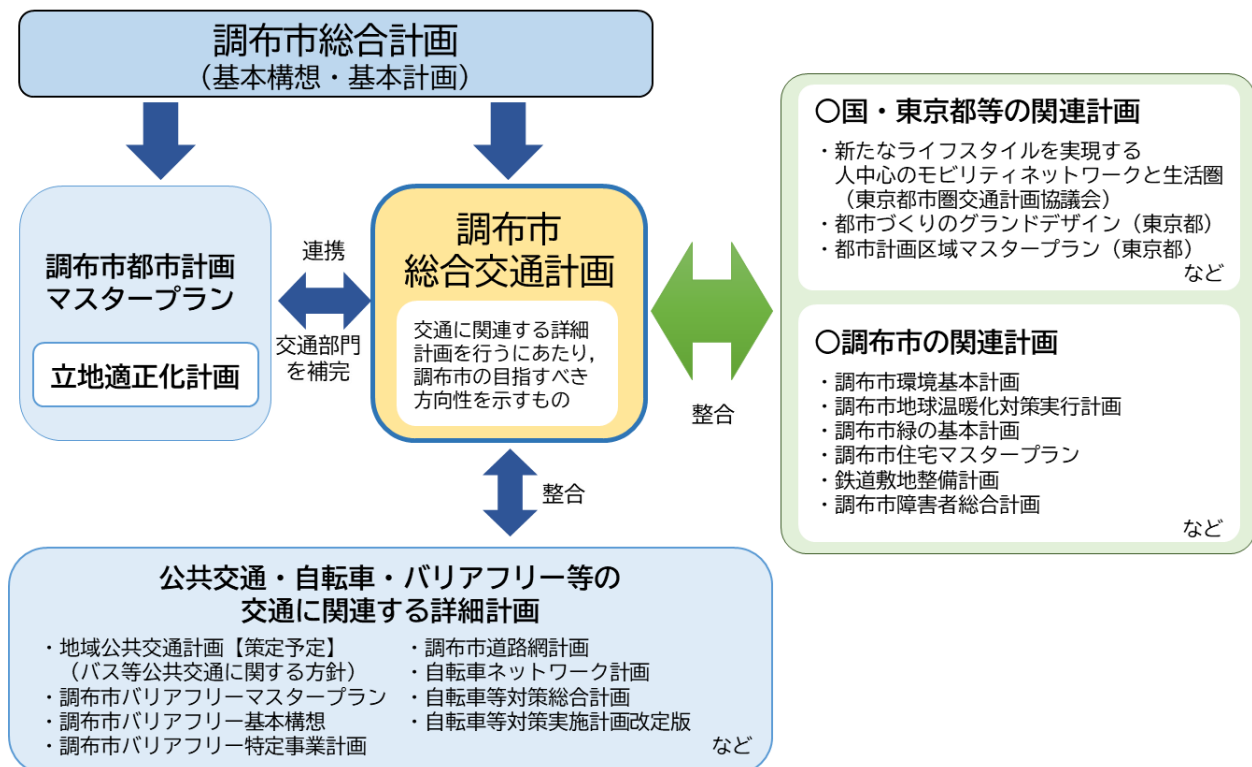 調布市総合計画
（基本構想・基本計画）
調布市都市計画
マスタープラン
立地適正化計画
連携
交通部門
を補完
調布市
総合交通計画
交通に関連する詳細
計画を行うにあたり，
調布市の目指すべき
方向性を示すもの
整合
整合
〇国・東京都等の関連計画
・新たなライフスタイルを実現する
人中心のモビリティネットワークと生活圏
（東京都市圏交通計画協議会）
・都市づくりのグランドデザイン（東京都）
・都市計画区域マスタープラン（東京都）
など
〇調布市の関連計画
・調布市環境基本計画
・調布市地球温暖化対策実行計画
・調布市緑の基本計画
・調布市住宅マスタープラン
・鉄道敷地整備計画
・調布市障害者総合計画
など
公共交通・自転車・バリアフリー等の
交通に関連する詳細計画
・地域公共交通計画【策定予定】
（バス等公共交通に関する方針）
・調布市バリアフリーマスタープラン
・調布市バリアフリー基本構想
・調布市バリアフリー特定事業計画
・調布市道路網計画
・自転車ネットワーク計画
・自転車等対策総合計画
・自転車等対策実施計画改定版
など